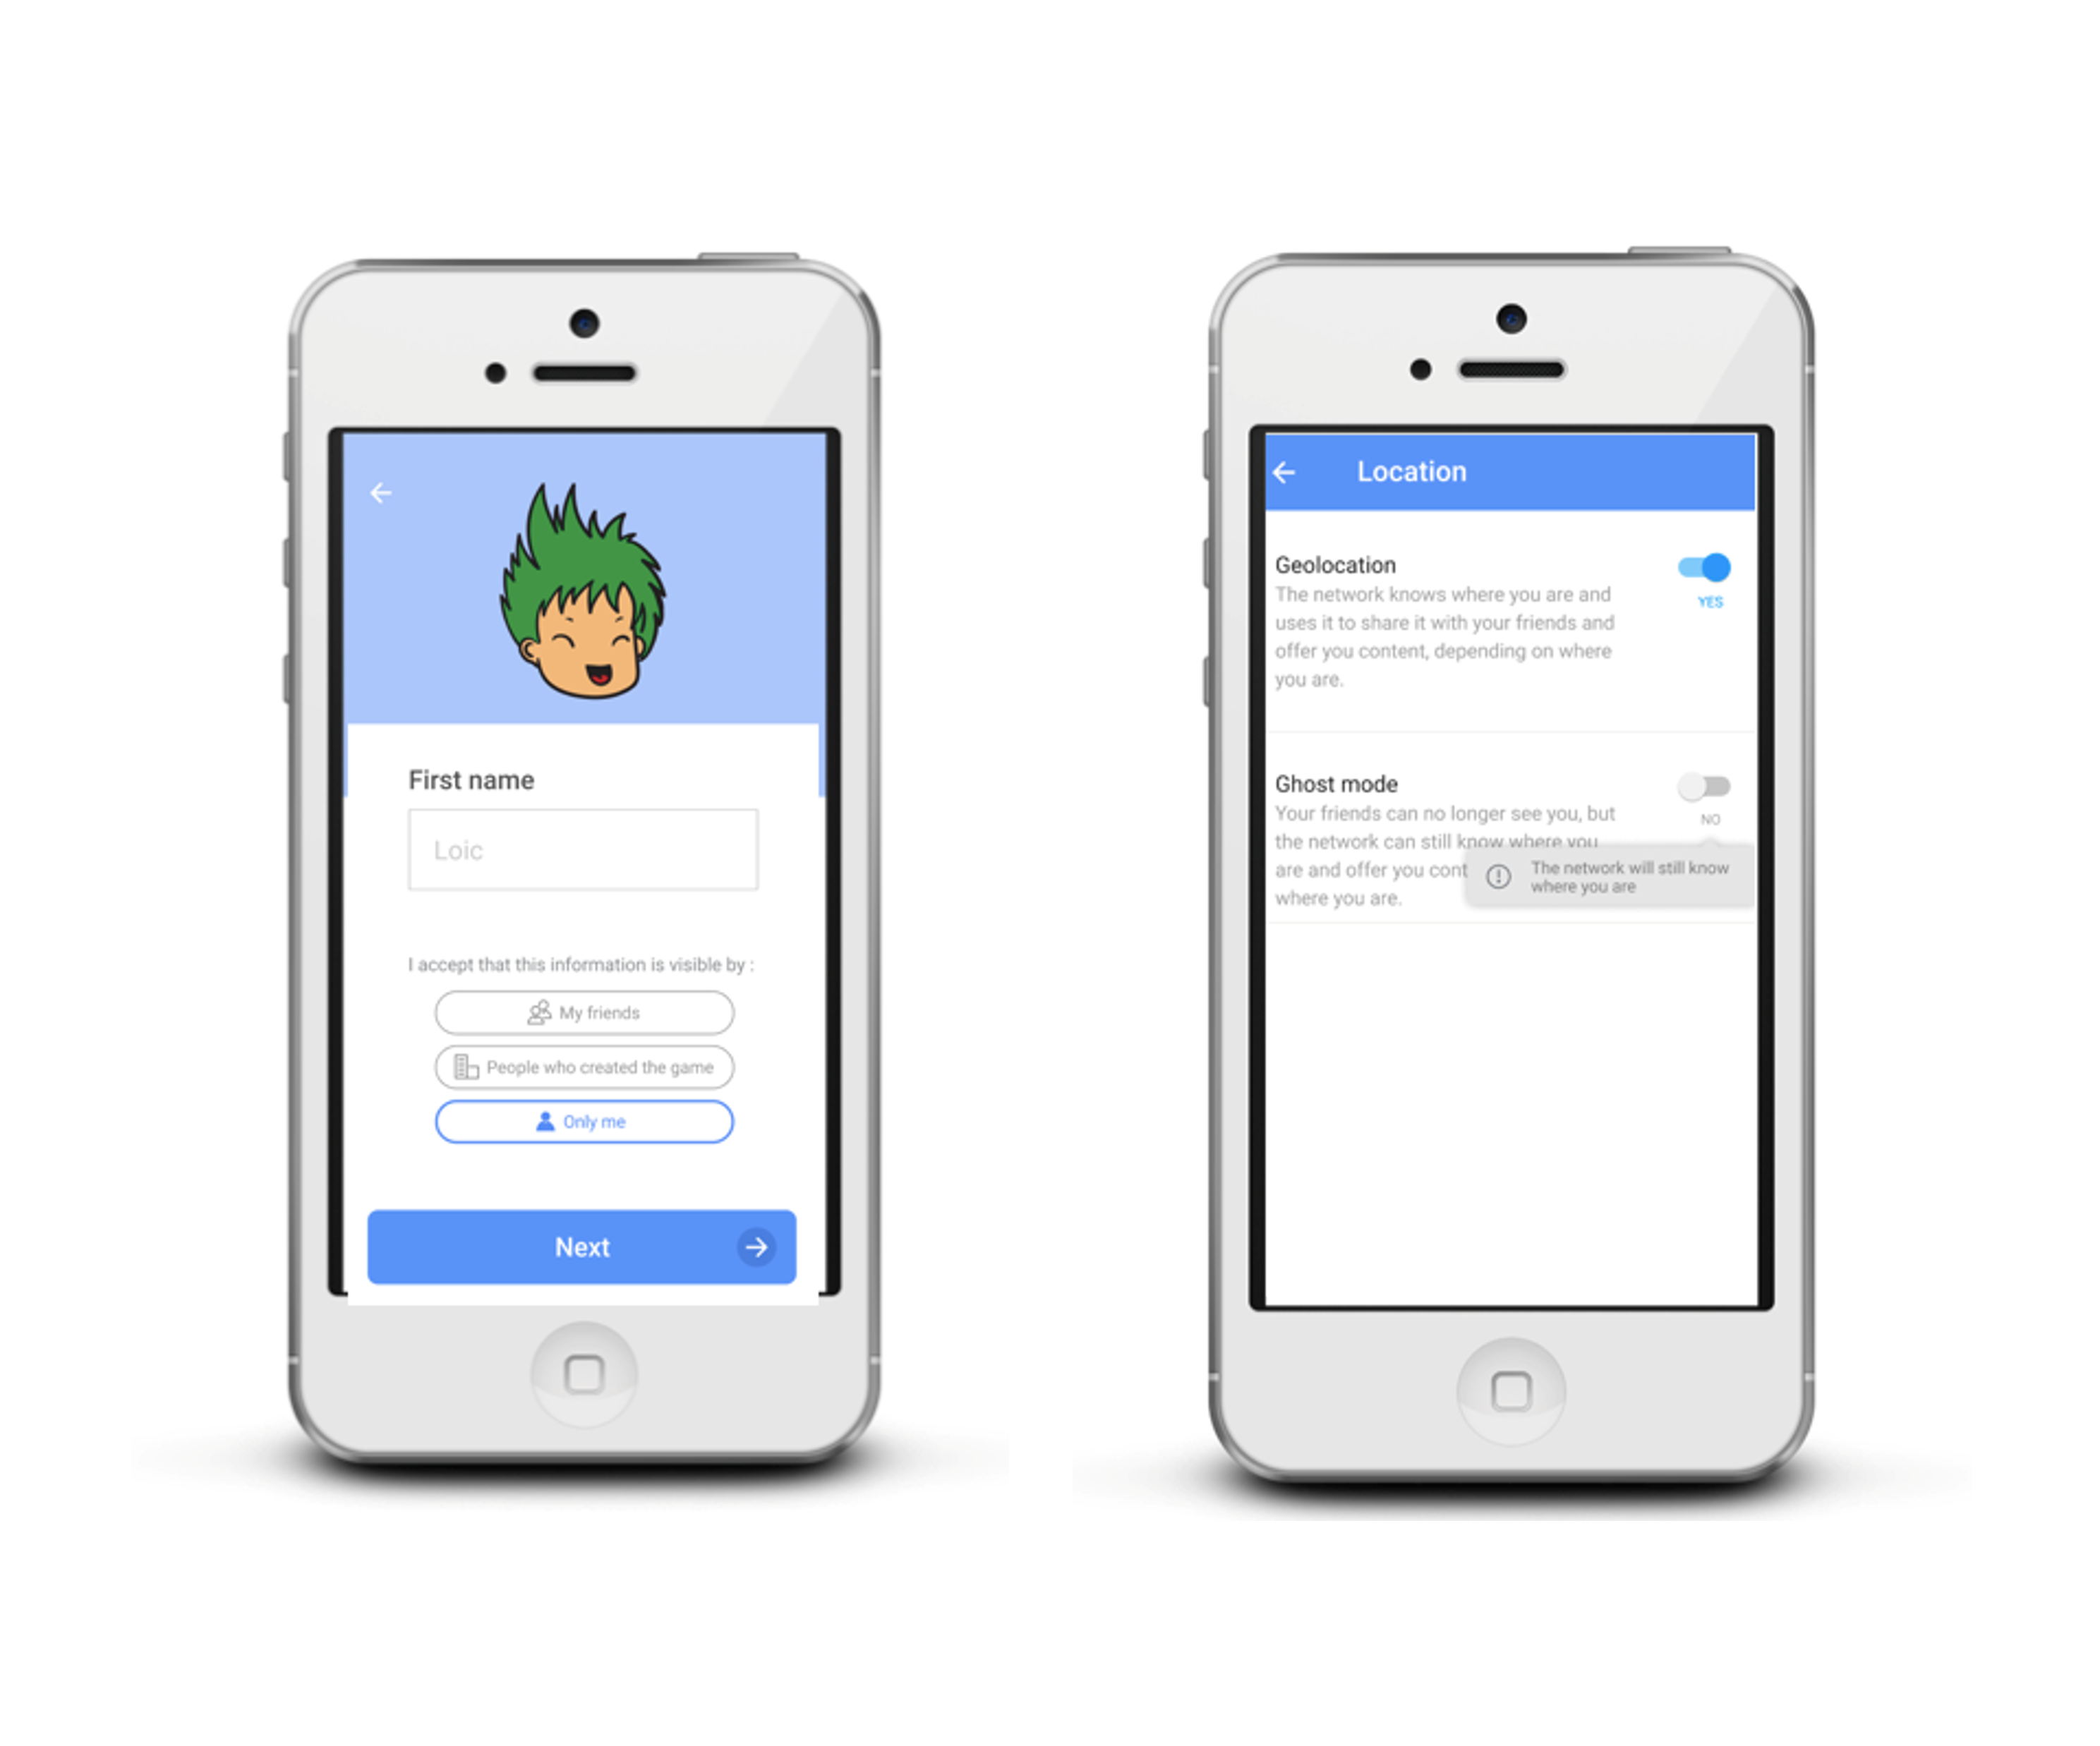 First name
Loic
I accept that this information is visible by :
My friends
People who created the game
Only me
Next
Location
Geolocation
The network knows where you are and
uses it to share it with your friends and
offer you content, depending on where
you are.
YES
Ghost mode
Your friends can no longer see you, but
the network can still know where you
are and offer you cont
where you are.
NO
The network will still know
where you are